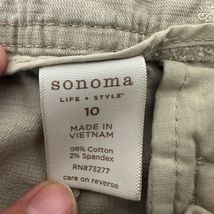 sonoma
LIFE + STYLE®
10
MADE IN
VIETNAM
98% Cotton
2% Spandex
RN#73277
care on reverse